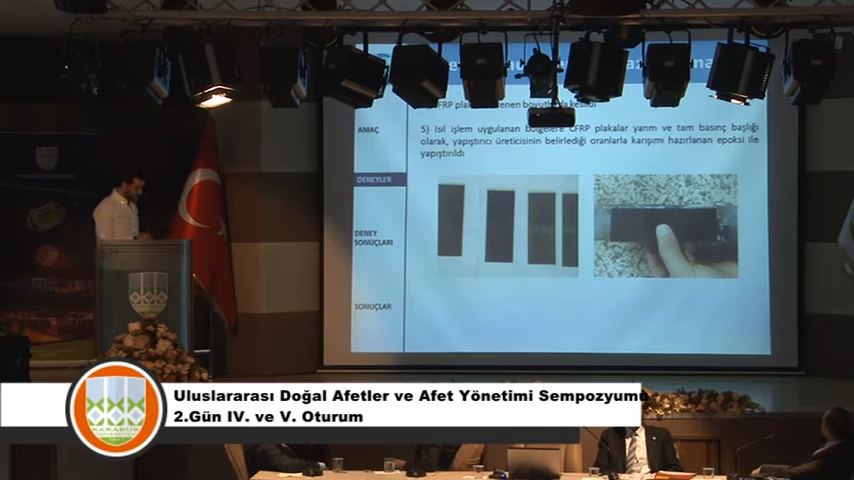 CFRP
boyutlarda kesildi
AMAÇ
5) Isıl işlem uygulanan bölgelere CFRP plakalar yarım ve tam basınç başlığı
olarak, yapıştırıcı üreticisinin belirlediği oranlarla karışımı hazırlanan epoksi ile
yapıştırıldı
DENEYLER
DENEY
SONUÇLARI
SONUÇLAR
Uluslararası Doğal Afetler ve Afet Yönetimi Sempozyumu
2.Gün IV. ve V. Oturum
KARABÜK